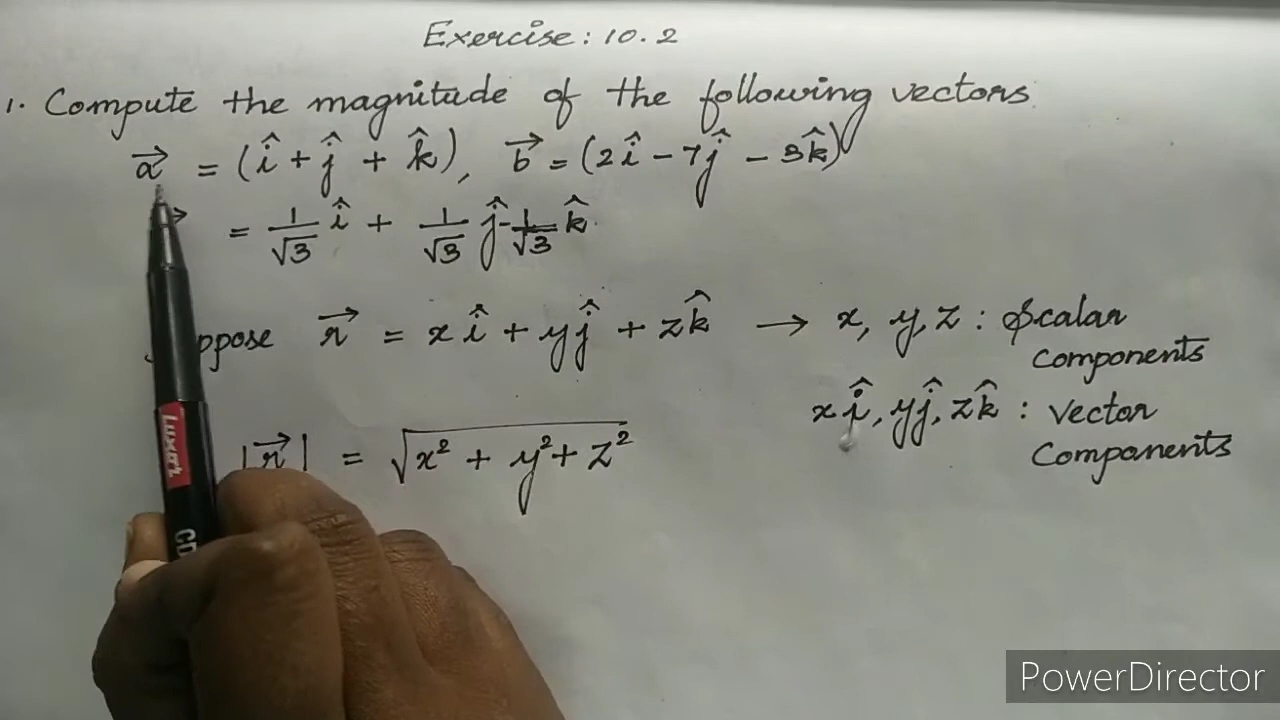 Exercise: 10.2
1. Compute the magnitude of the following vectors
a⃗ = (î + ĵ + k̂), b⃗ = (2î - 7ĵ - 3k̂)
= 1/√3 î + 1/√3 ĵ - 1/√3 k̂
r⃗ = xî + yĵ + zk̂ → x, y, z : Scalar
components
xî, yĵ, zk̂ : vector
Components
|r⃗| = √x² + y² + z²
Luxor
PowerDirector